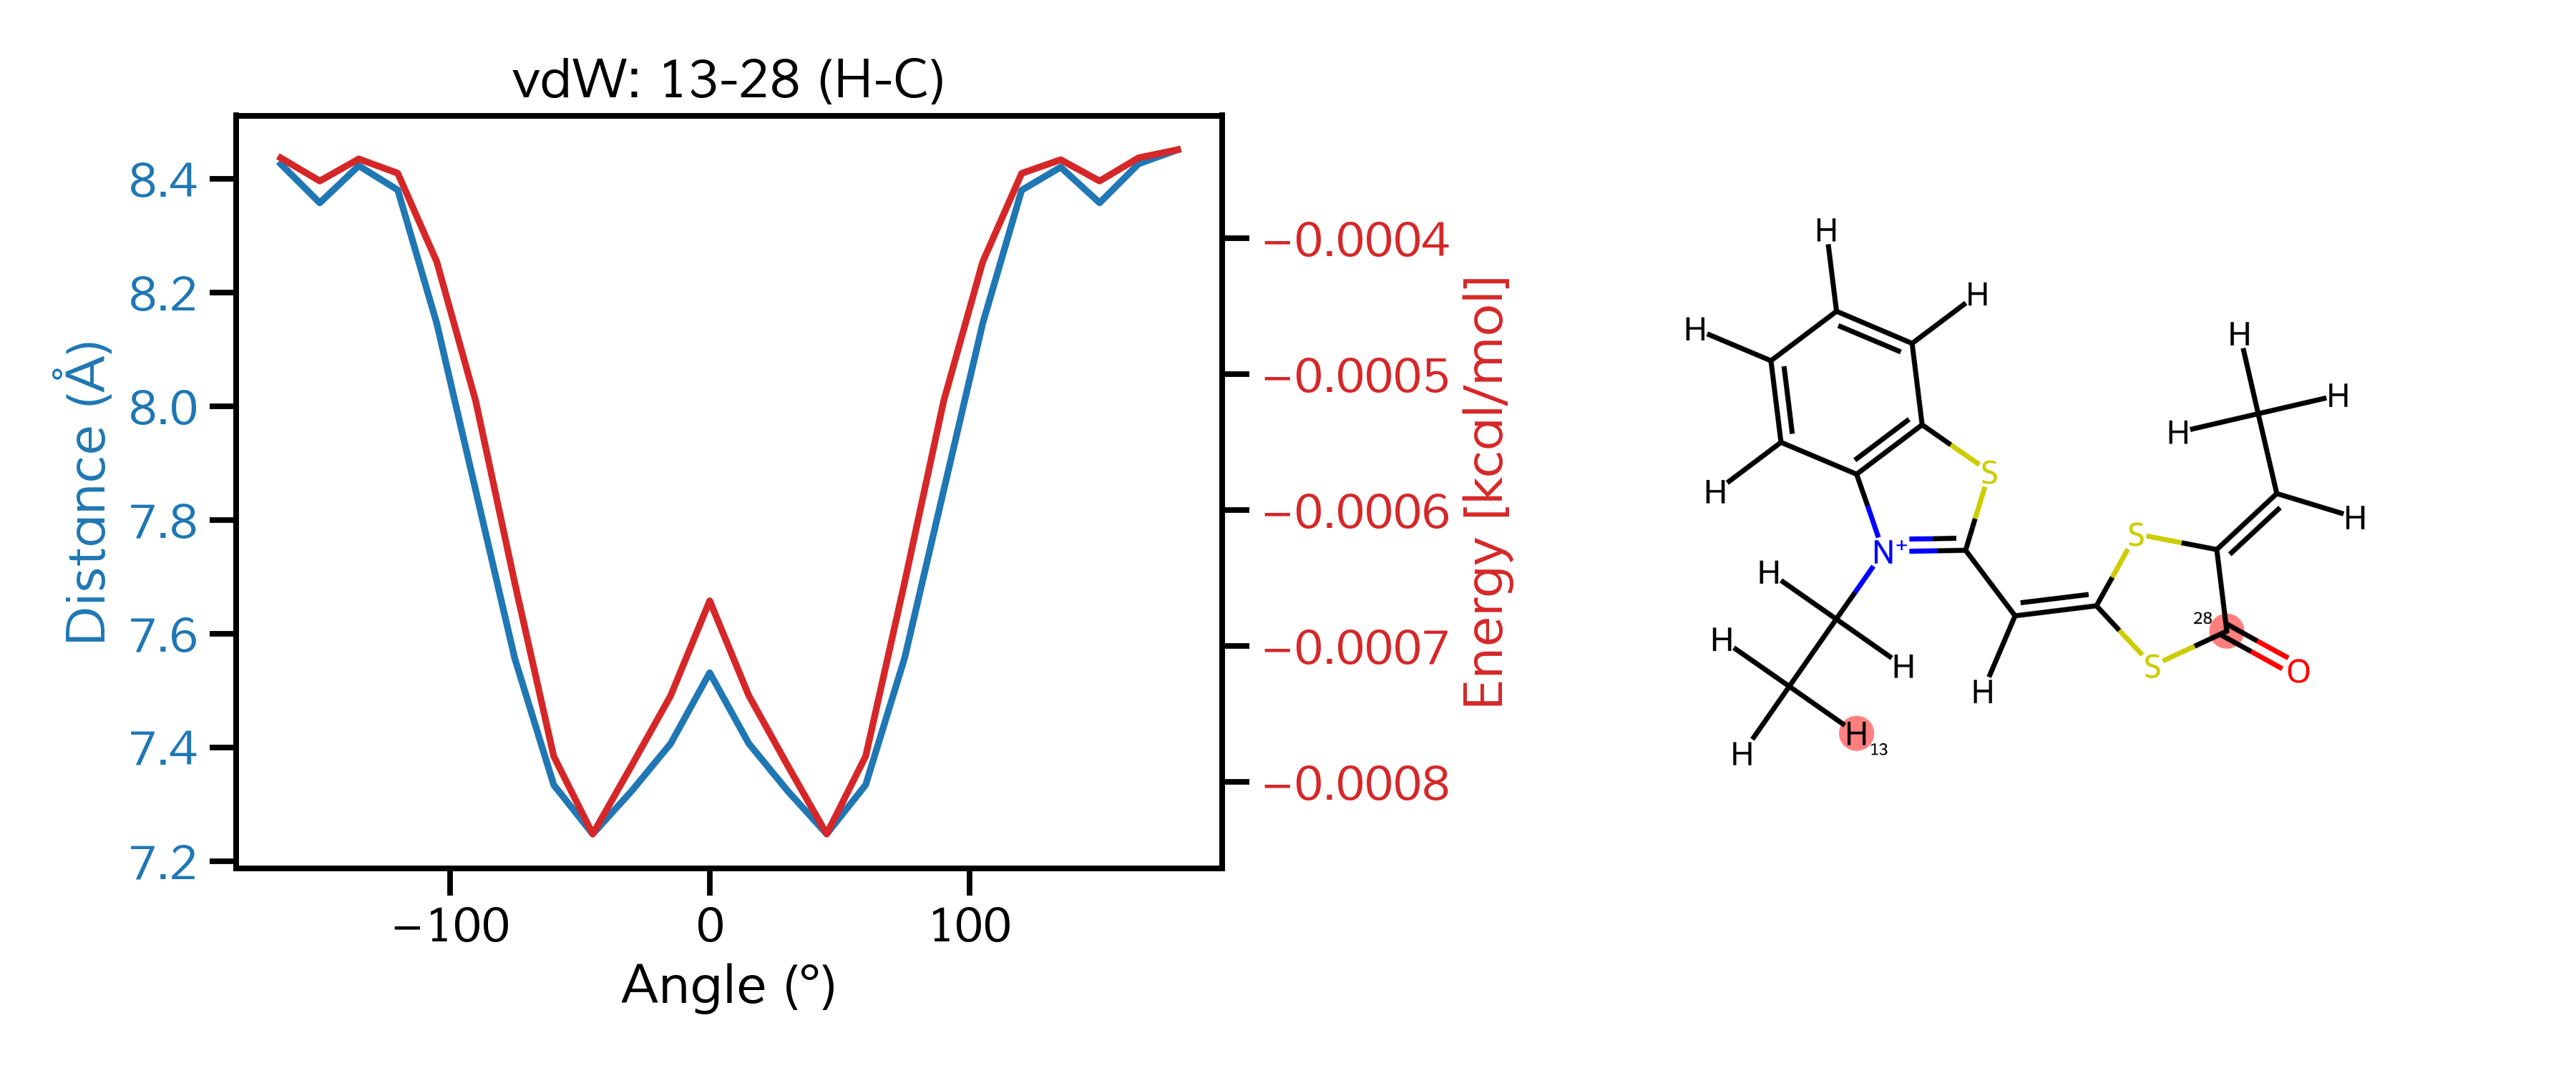 vdW: 13-28 (H-C)
Distance (Å)
8.4
8.2
8.0
7.8
7.6
7.4
7.2
−100
0
100
Angle (°)
−0.0004
−0.0005
−0.0006
−0.0007
−0.0008
Energy [kcal/mol]
H
H
H
H
H
H
H
S
H
S
H
N+
H
28
H
H
S
O
H
H
H
13